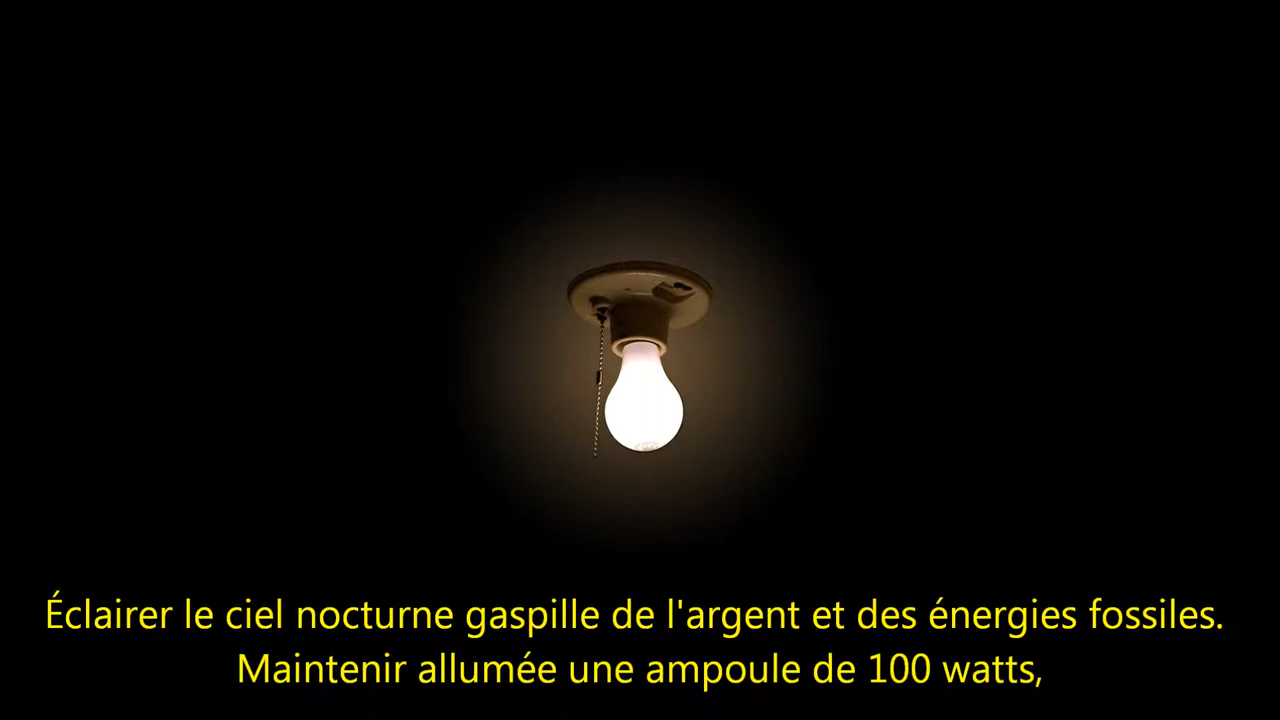 Éclairer le ciel nocturne gaspille de l'argent et des énergies fossiles.
Maintenir allumée une ampoule de 100 watts,